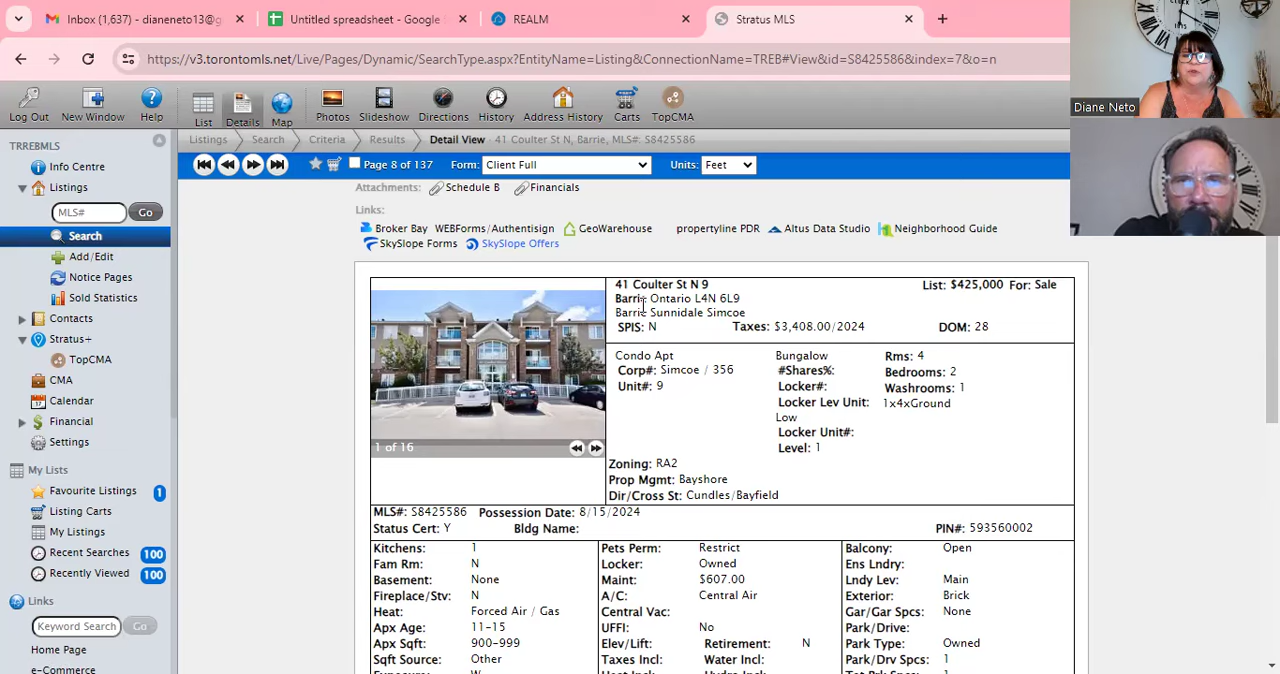 Inbox (1,637) - dianeneto13@g
Untitled spreadsheet - Google
REALM
Stratus MLS
https://v3.torontomls.net/Live/Pages/Dynamic/SearchType.aspx?EntityName=Listing&ConnectionName=TREB#View&id=S8425586&index=7&o=n
Diane Neto
Log Out
New Window
Help
List
Details
Map
Photos
Slideshow
Directions
History
Address History
Carts
TopCMA
TRREBMLS
Info Centre
Listings
MLS#
Go
Search
Add/Edit
Notice Pages
Sold Statistics
Contacts
Stratus+
TopCMA
CMA
Calendar
Financial
Settings
My Lists
Favourite Listings 1
Listing Carts
My Listings
Recent Searches 100
Recently Viewed 100
Links
Keyword Search Go
Home Page
e-Commerce
Listings Search Criteria Results Detail View - 41 Coulter St N, Barrie, MLS#: S8425586
Page 8 of 137 Form: Client Full Units: Feet
Attachments: Schedule B Financials
Links:
Broker Bay WEBForms/Authentisign GeoWarehouse propertyline PDR Altus Data Studio Neighborhood Guide
SkySlope Forms SkySlope Offers
1 of 16
41 Coulter St N 9 List: $425,000 For: Sale
Barrie Ontario L4N 6L9
Barrie Sunnidale Simcoe
SPIS: N Taxes: $3,408.00/2024 DOM: 28
Condo Apt Bungalow Rms: 4
Corp#: Simcoe / 356 #Shares%: Bedrooms: 2
Unit#: 9 Locker#: Washrooms: 1
Locker Lev Unit: 1x4xGround
Low
Locker Unit#:
Level: 1
Zoning: RA2
Prop Mgmt: Bayshore
Dir/Cross St: Cundles/Bayfield
MLS#: S8425586 Possession Date: 8/15/2024
Status Cert: Y Bldg Name: PIN#: 593560002
Kitchens: 1 Pets Perm: Restrict Balcony: Open
Fam Rm: N Locker: Owned Ens Lndry:
Basement: None Maint: $607.00 Lndy Lev: Main
Fireplace/Stv: N A/C: Central Air Exterior: Brick
Heat: Forced Air / Gas Central Vac: Gar/Gar Spcs: None
Apx Age: 11-15 UFFI: No Park/Drive:
Apx Sqft: 900-999 Elev/Lift: Retirement: N Park Type: Owned
Sqft Source: Other Taxes Incl: Water Incl: Park/Drv Spcs: 1